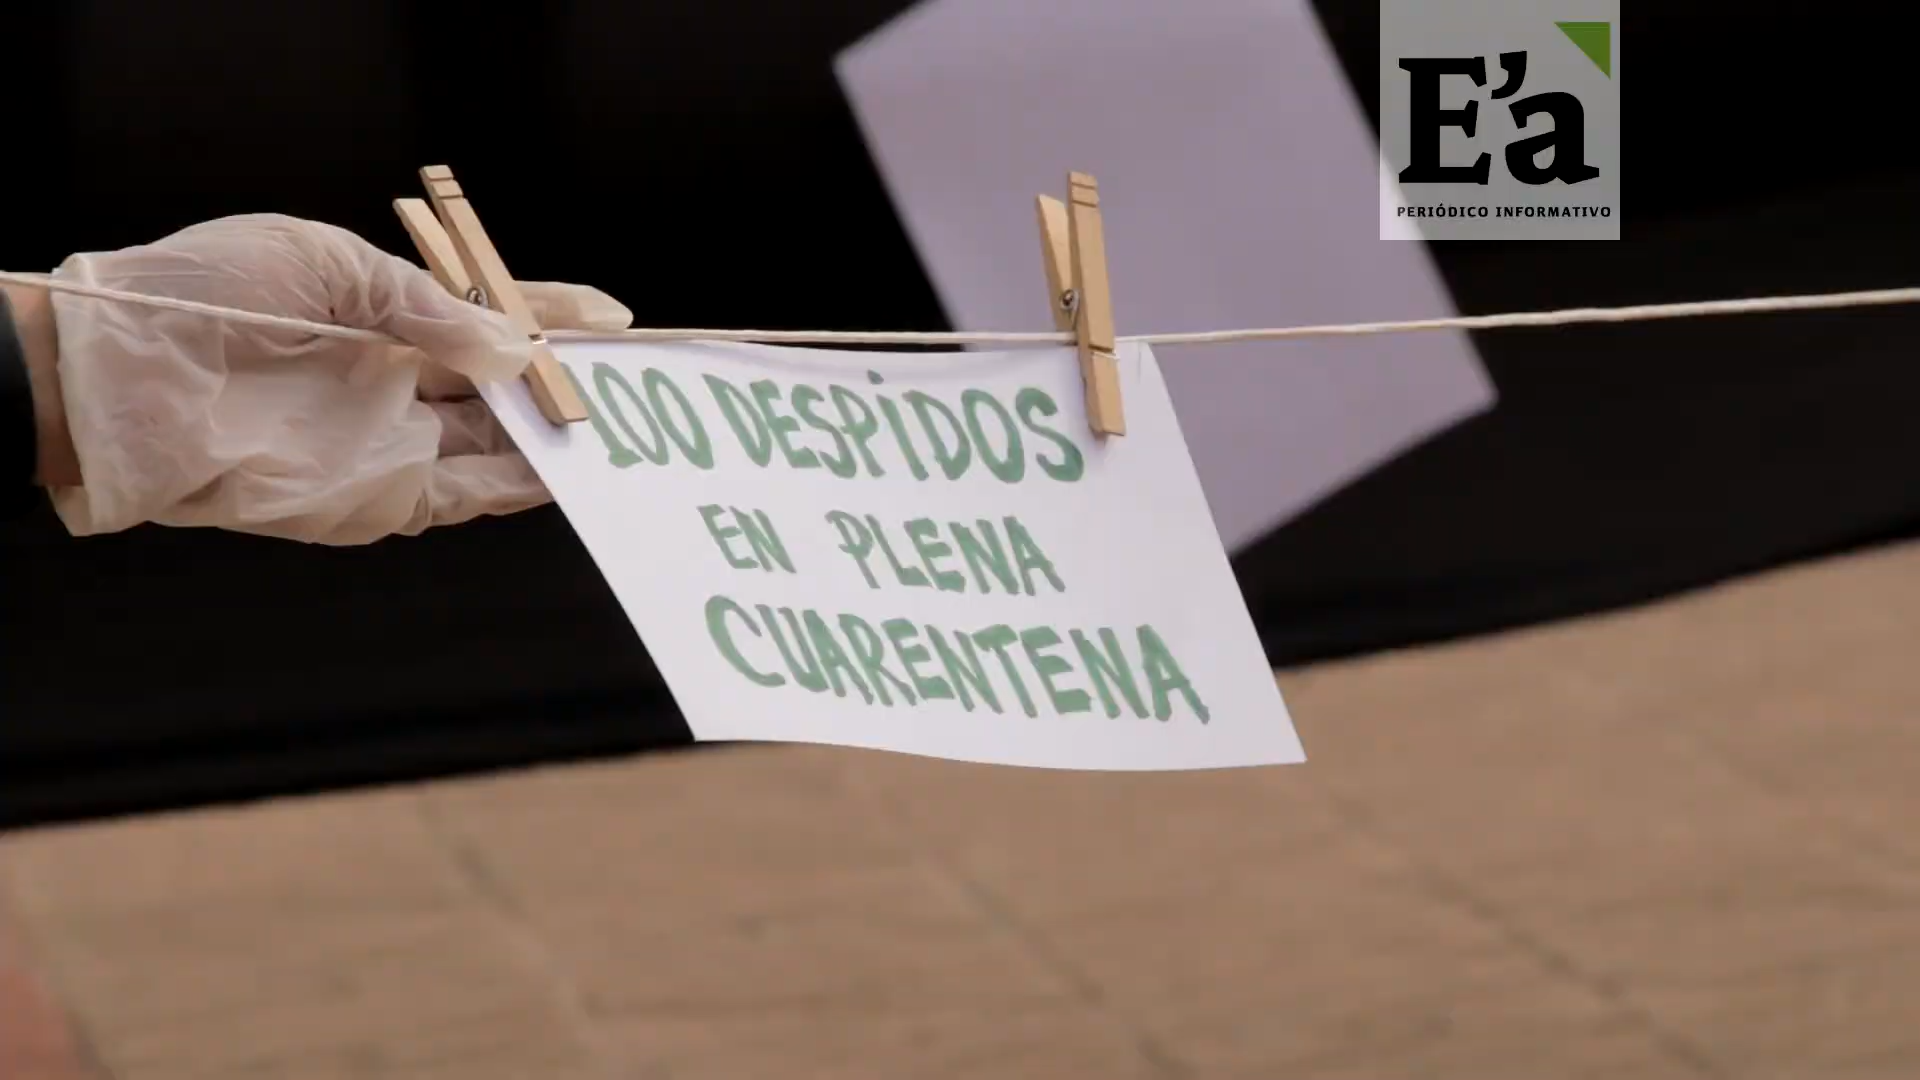 E'a
PERIÓDICO INFORMATIVO
100 DESPiDOS
EN PLENA
CUARENTENA